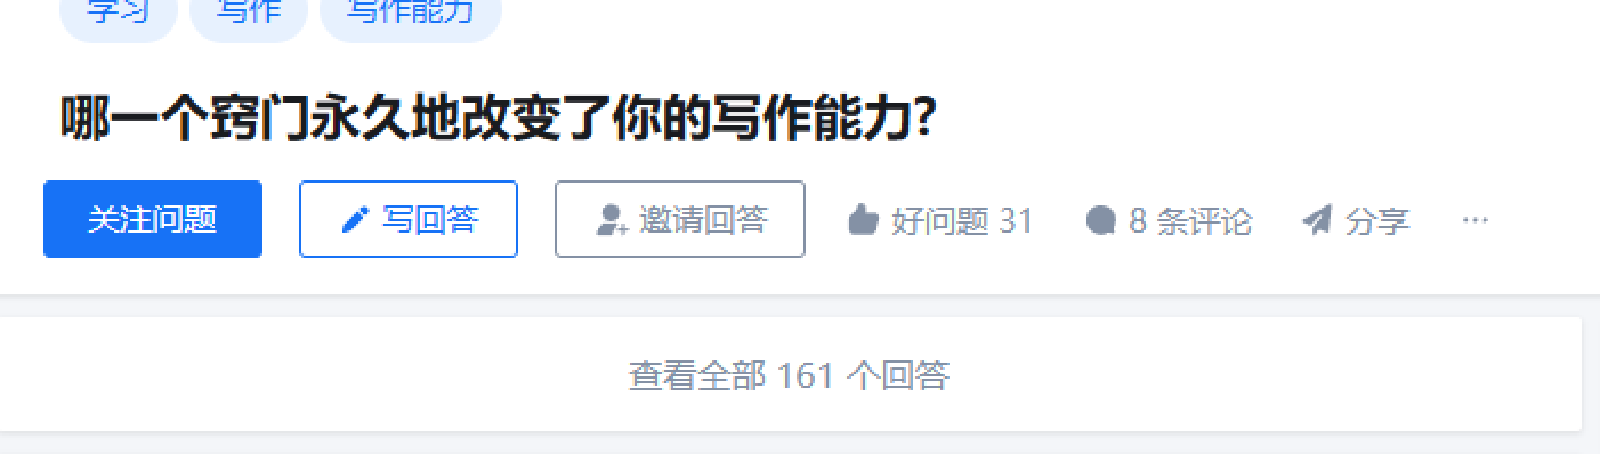 学习 写作 写作能力
哪一个窍门永久地改变了你的写作能力?
关注问题 写回答 邀请回答 好问题 31 8 条评论 分享 ···
查看全部 161 个回答